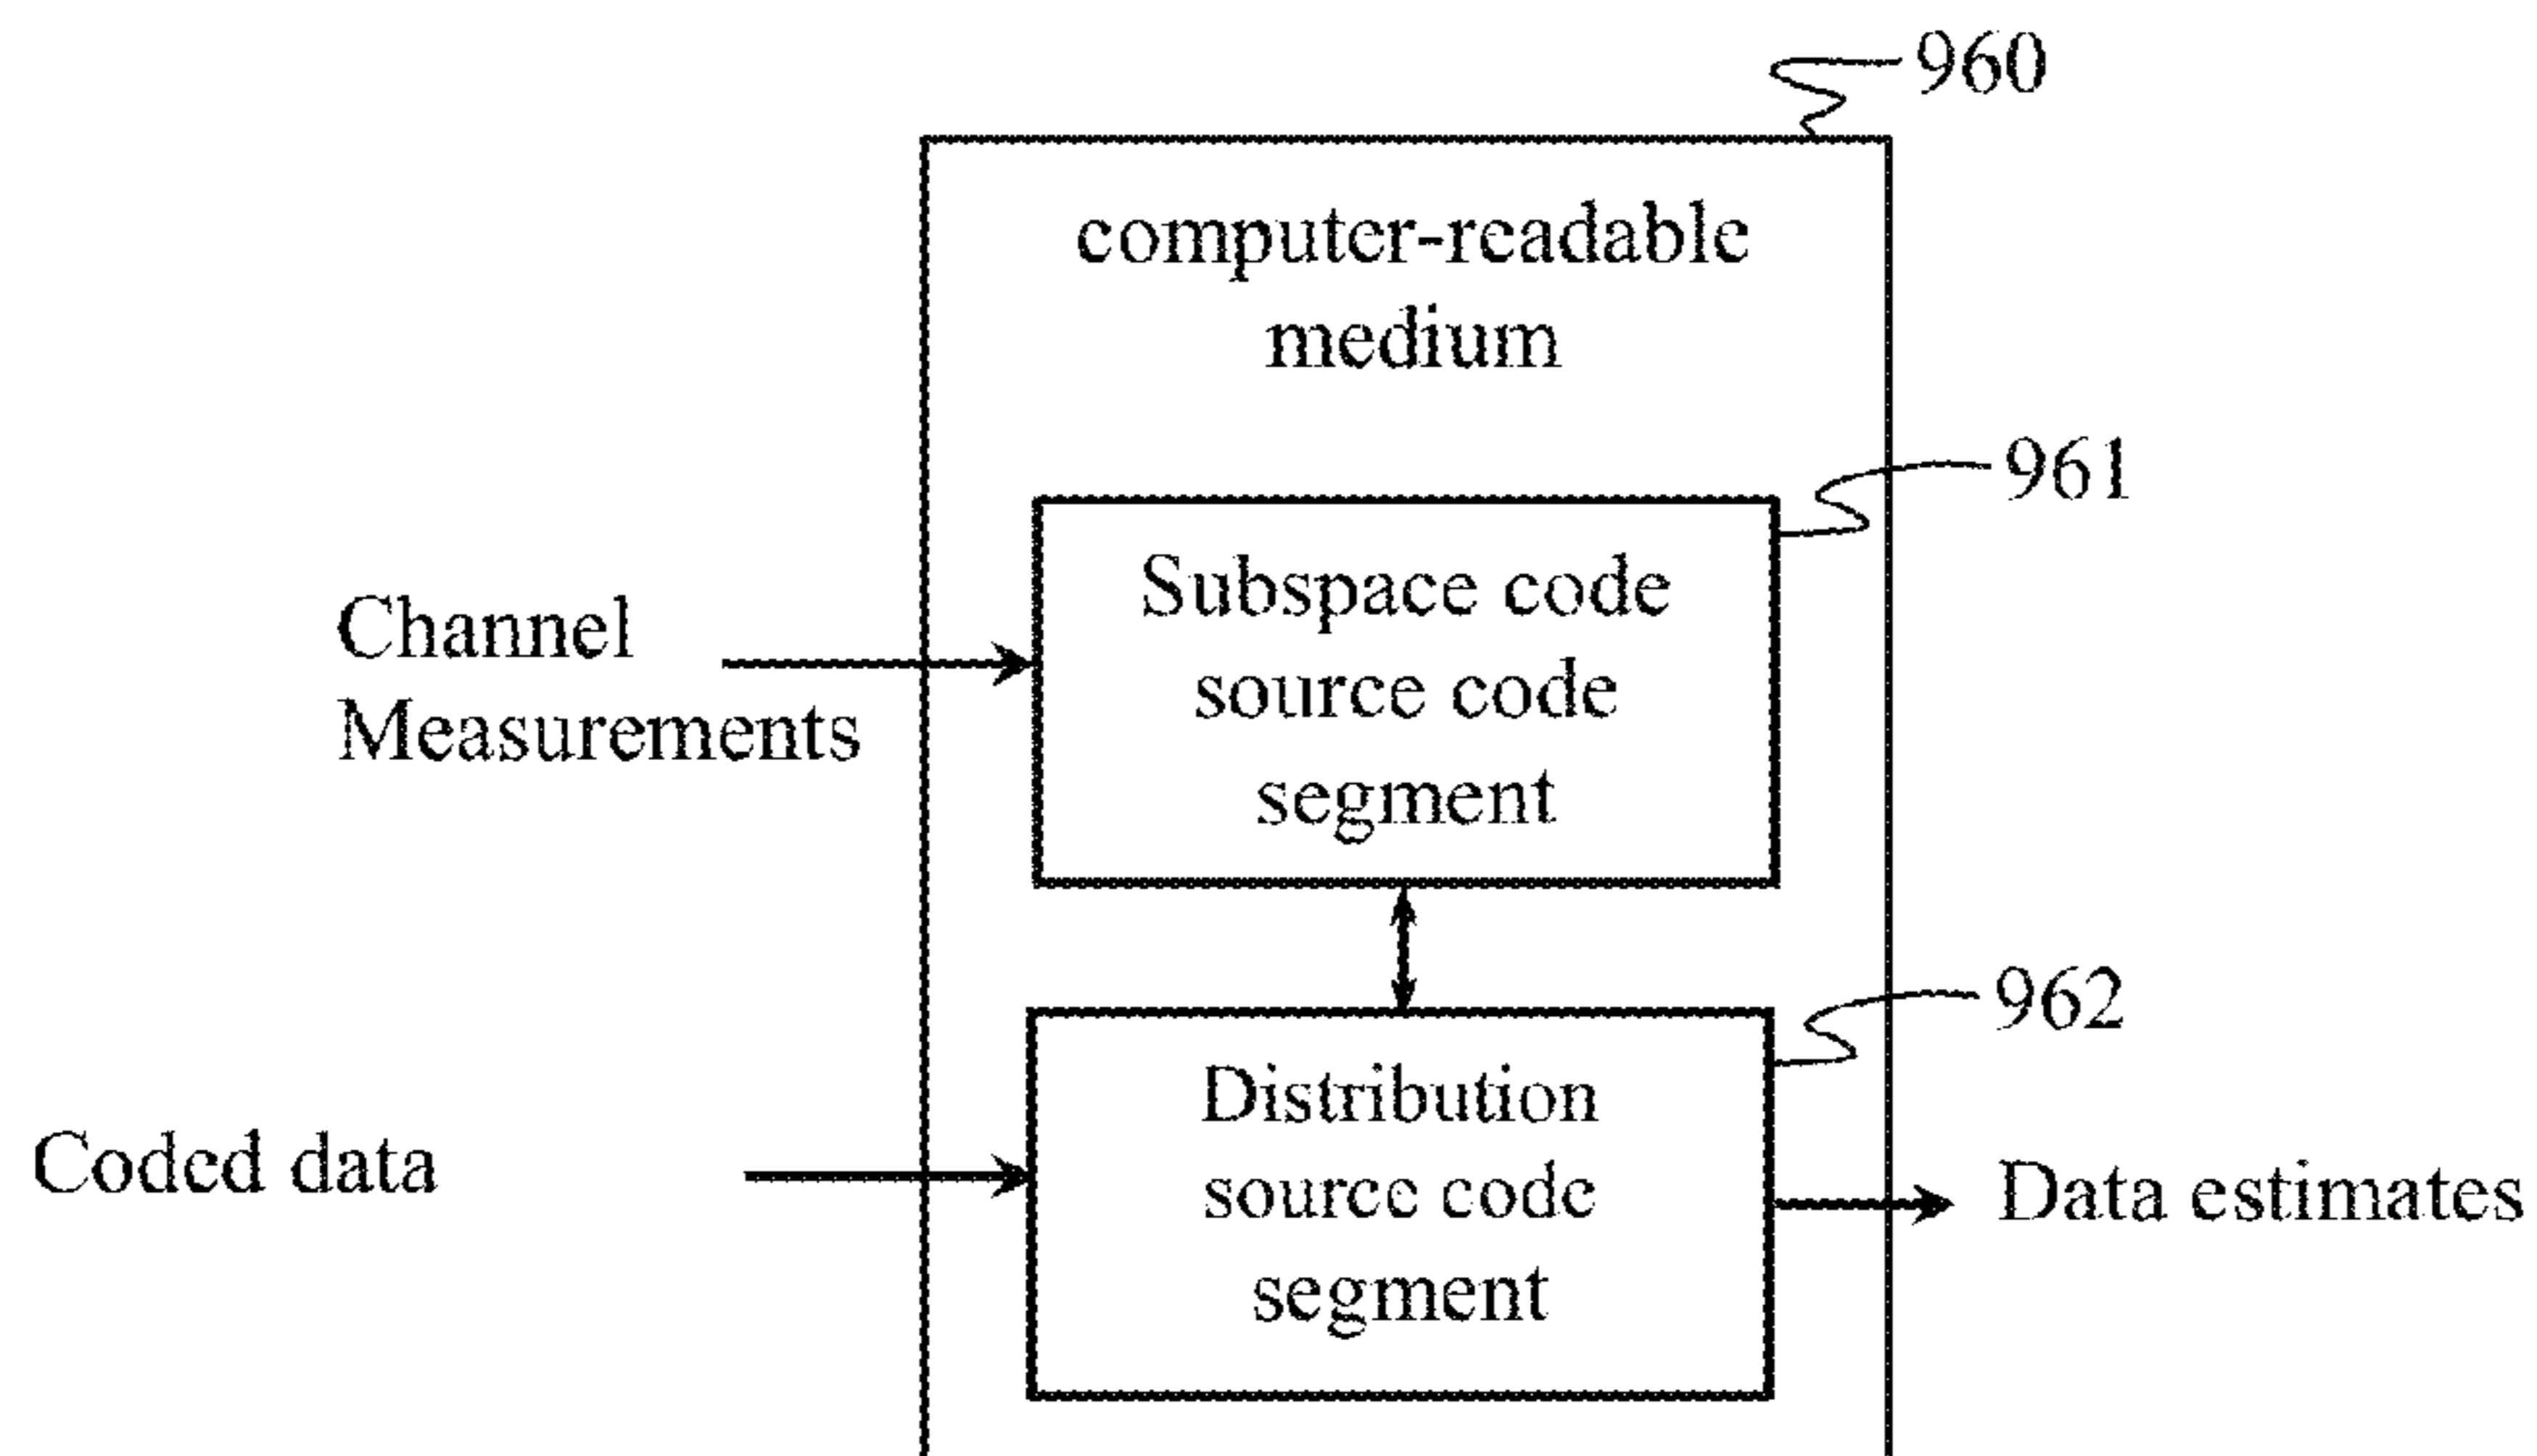 960
computer-readable
medium
961
Subspace code
source code
segment
Channel
Measurements
962
Distribution
source code
segment
Coded data
Data estimates